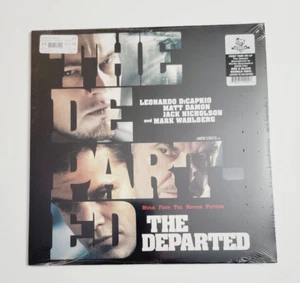 THE
DE
PART-
ED
LEONARDO DiCAPRIO
MATT DAMON
JACK NICHOLSON
and MARK WAHLBERG
MUSIC FROM THE MOTION PICTURE
THE
DEPARTED